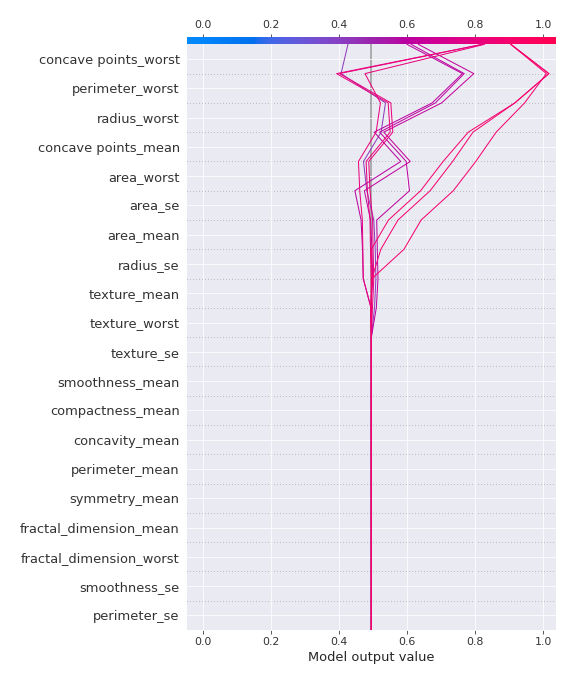 0.0 0.2 0.4 0.6 0.8 1.0
concave points_worst
perimeter_worst
radius_worst
concave points_mean
area_worst
area_se
area_mean
radius_se
texture_mean
texture_worst
texture_se
smoothness_mean
compactness_mean
concavity_mean
perimeter_mean
symmetry_mean
fractal_dimension_mean
fractal_dimension_worst
smoothness_se
perimeter_se
0.0 0.2 0.4 0.6 0.8 1.0
Model output value